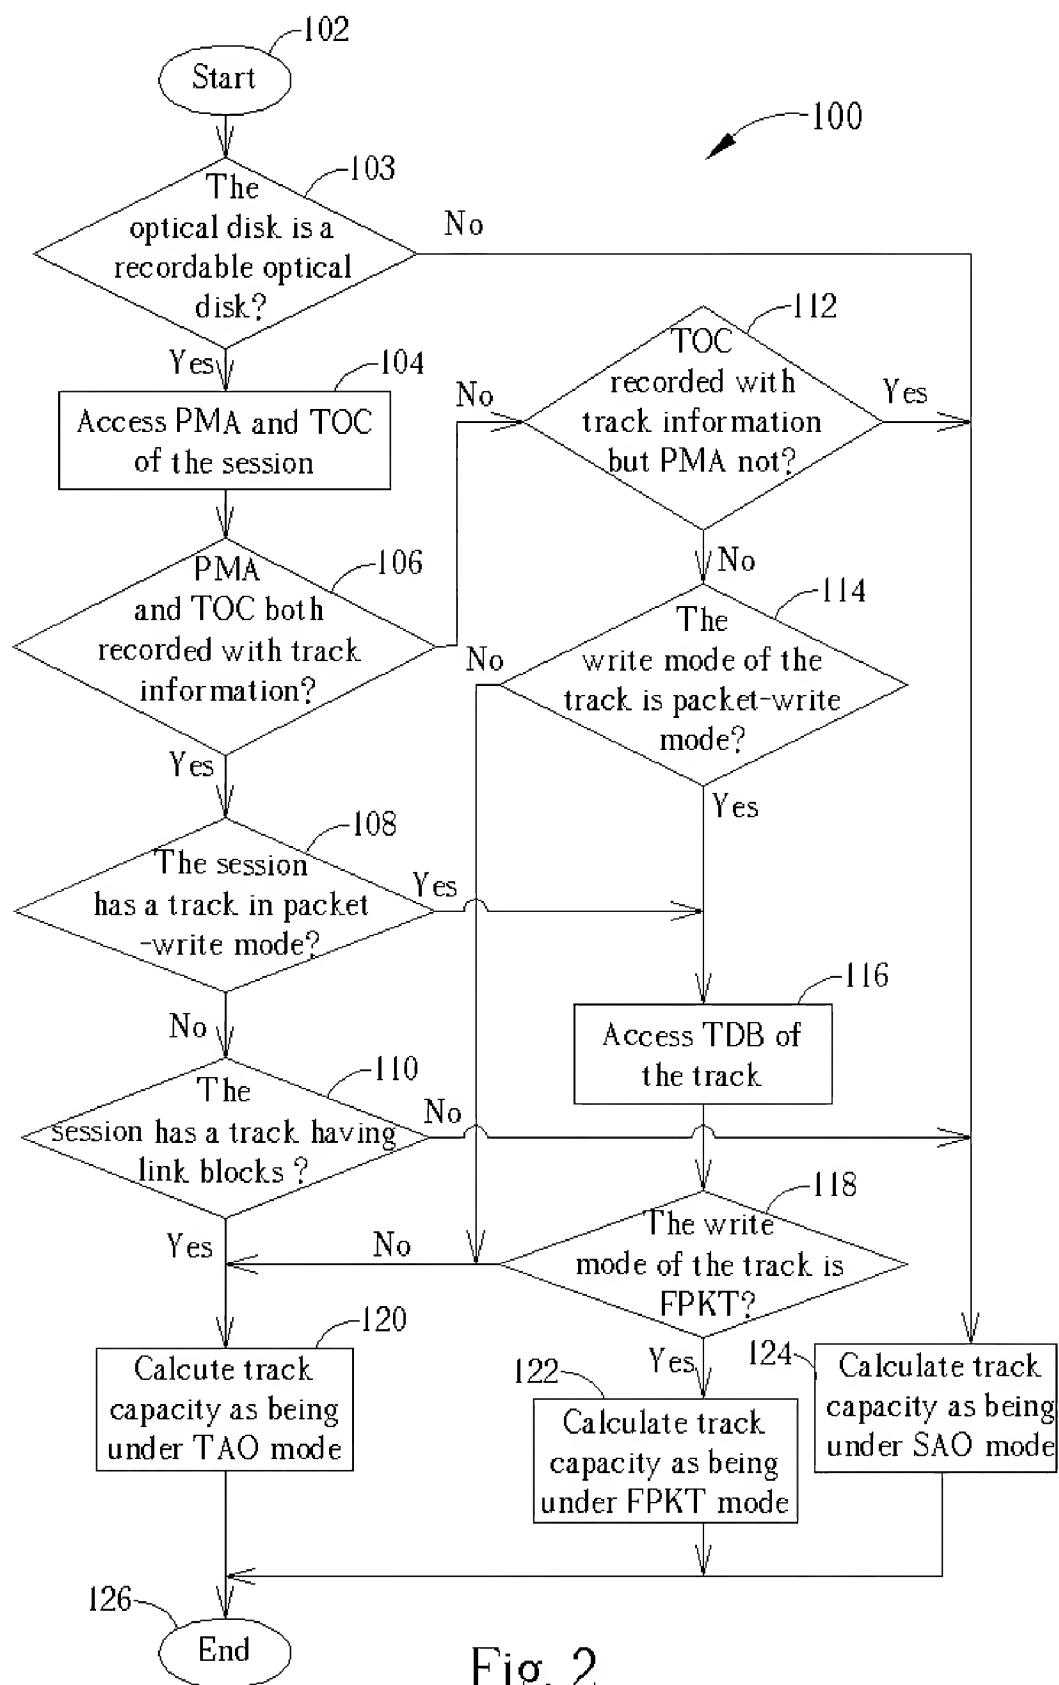 102
Start
100
103
The
optical disk is a
recordable optical
disk?
No
Yes
104
Access PMA and TOC
of the session
112
TOC
recorded with
track information
but PMA not?
No
Yes
No
106
PMA
and TOC both
recorded with track
information?
Yes
114
The
write mode of the
track is packet-write
mode?
No
Yes
108
The session
has a track in packet
-write mode?
Yes
No
116
Access TDB of
the track
110
The
session has a track having
link blocks ?
No
Yes
118
The write
mode of the track is
FPKT?
No
Yes
120
Calcute track
capacity as being
under TAO mode
122
Calculate track
capacity as being
under FPKT mode
124
Calculate track
capacity as being
under SAO mode
126
End
Fig. 2